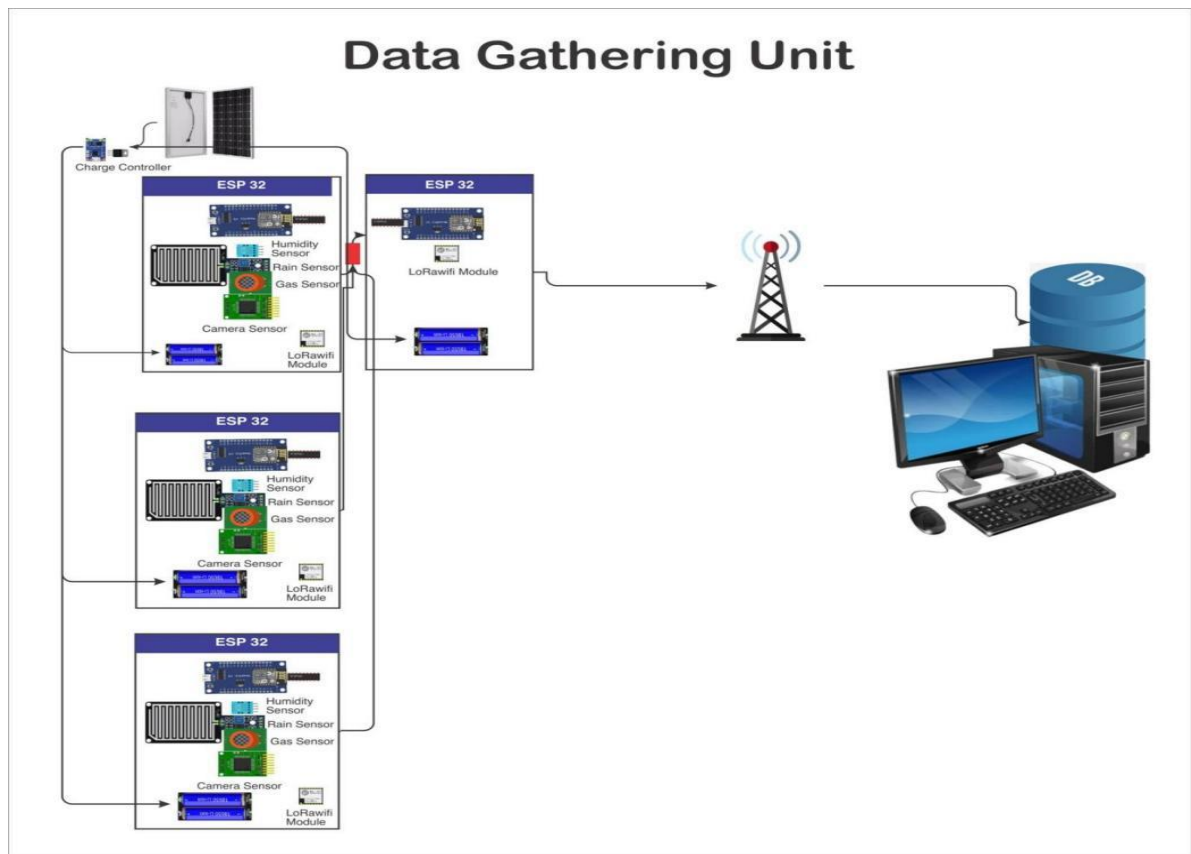 Data Gathering Unit
Charge Controller
ESP 32
Humidity
Sensor
Rain Sensor
Gas Sensor
Camera Sensor
LoRawifi
Module
ESP 32
LoRawifi Module
DB
ESP 32
Humidity
Sensor
Rain Sensor
Gas Sensor
Camera Sensor
LoRawifi
Module
ESP 32
Humidity
Sensor
Rain Sensor
Gas Sensor
Camera Sensor
LoRawifi
Module